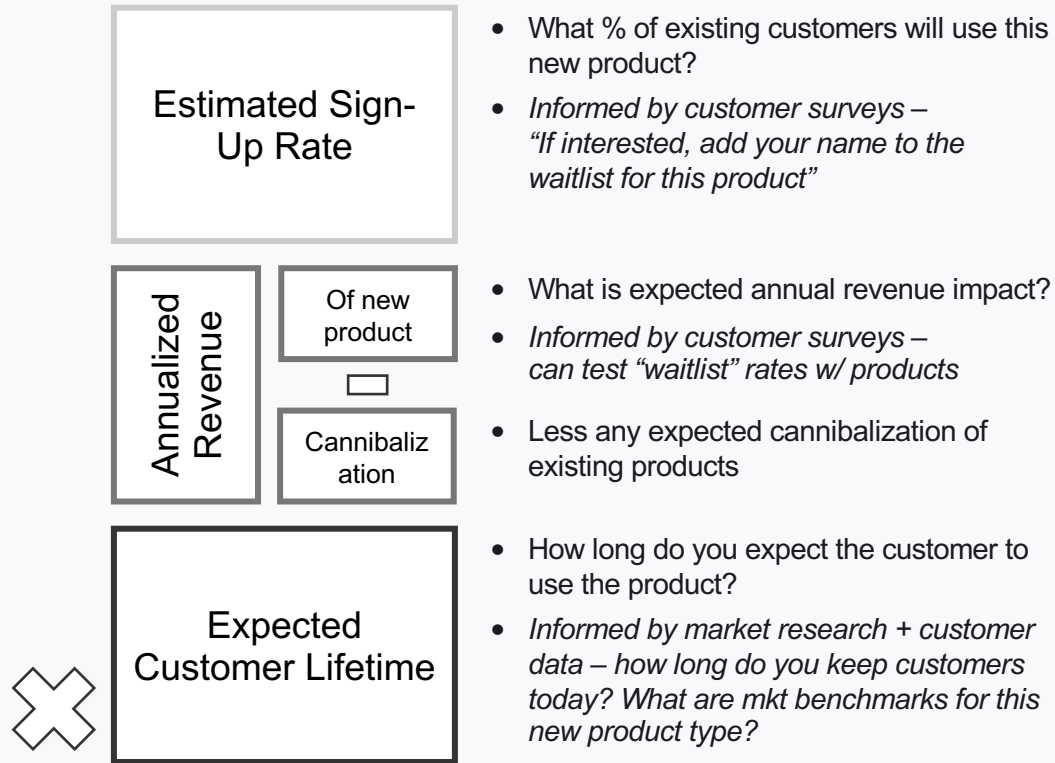 Estimated Sign-
Up Rate
• What % of existing customers will use this
new product?
• Informed by customer surveys –
“If interested, add your name to the
waitlist for this product”
Annualized
Revenue
Of new
product
Cannibaliz
ation
• What is expected annual revenue impact?
• Informed by customer surveys –
can test “waitlist” rates w/ products
• Less any expected cannibalization of
existing products
Expected
Customer Lifetime
• How long do you expect the customer to
use the product?
• Informed by market research + customer
data – how long do you keep customers
today? What are mkt benchmarks for this
new product type?